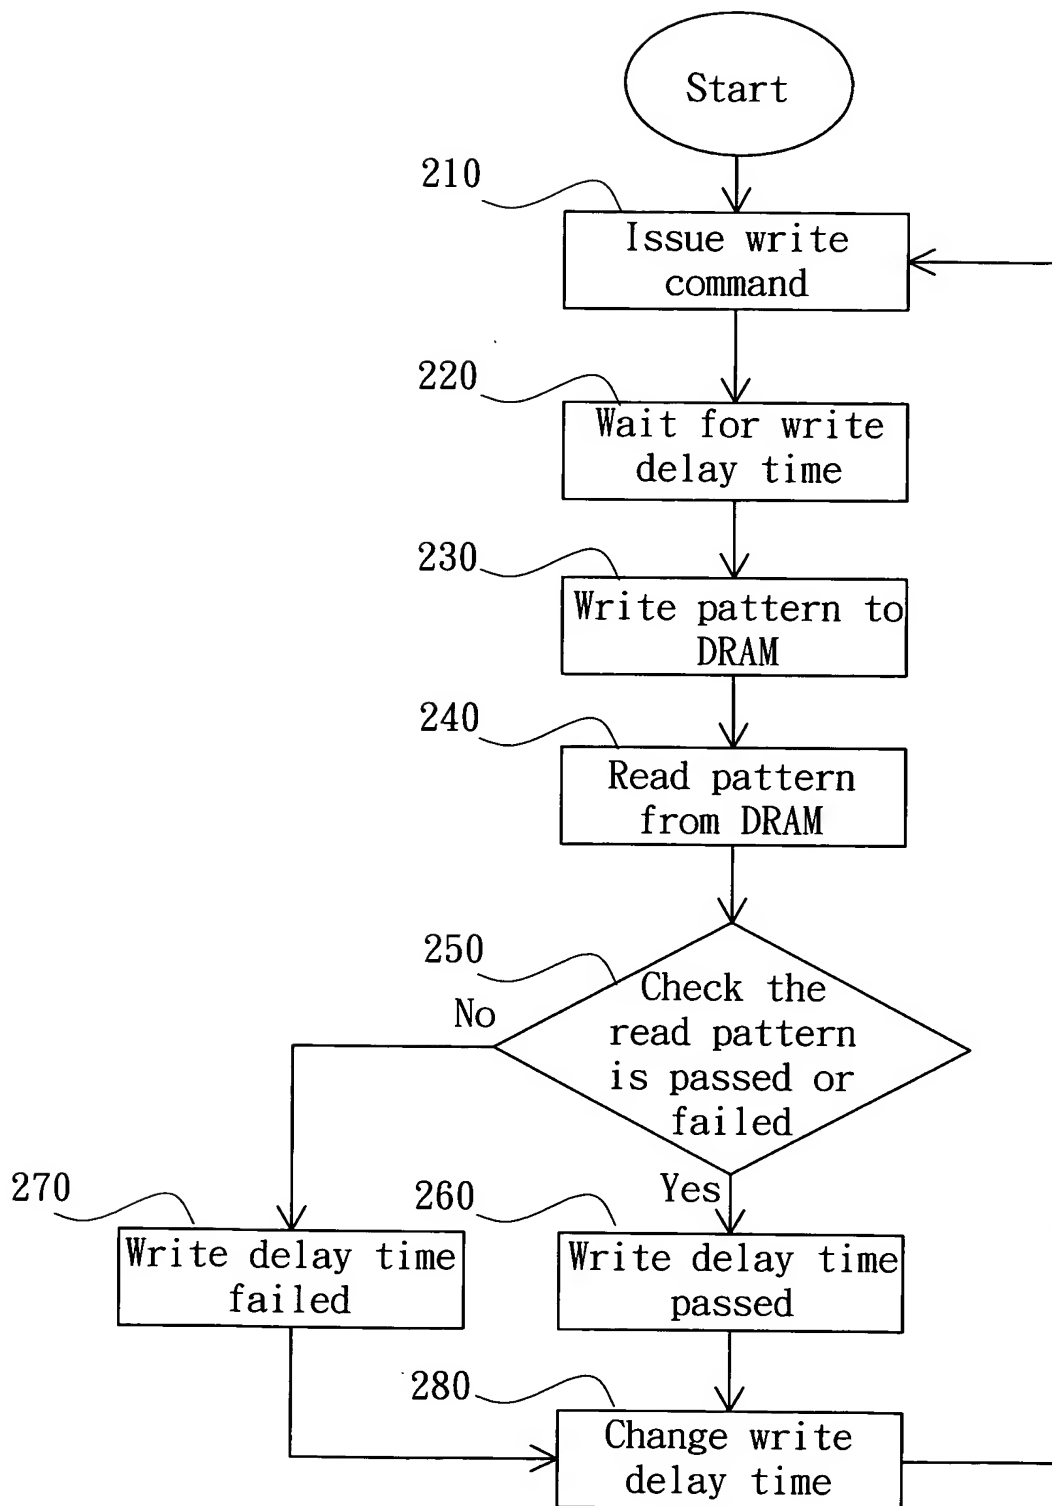 Start
210
Issue write
command
220
Wait for write
delay time
230
Write pattern to
DRAM
240
Read pattern
from DRAM
250
No
Check the
read pattern
is passed or
failed
270
Yes
260
Write delay time
failed
Write delay time
passed
280
Change write
delay time